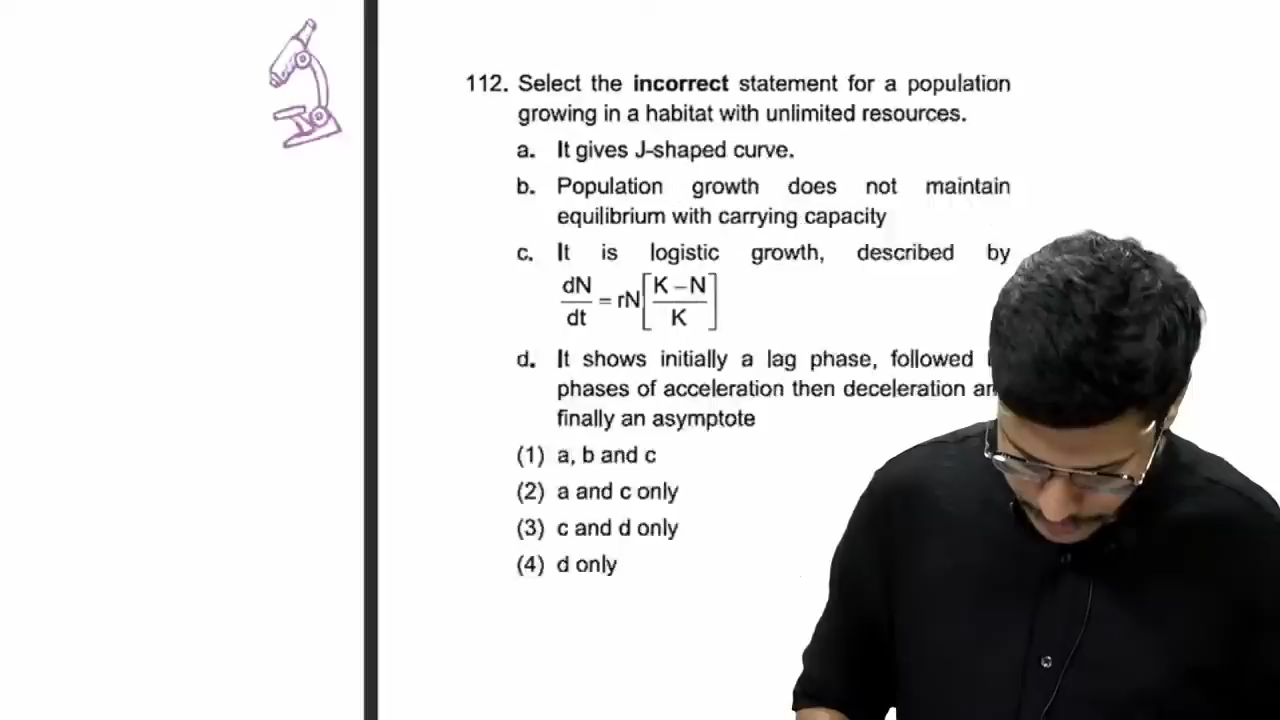 112. Select the incorrect statement for a population
growing in a habitat with unlimited resources.
a. It gives J-shaped curve.
b. Population growth does not maintain
equilibrium with carrying capacity
c. It is logistic growth, described by
dN/dt = rN[K – N/K]
d. It shows initially a lag phase, followed
phases of acceleration then deceleration
finally an asymptote
(1) a, b and c
(2) a and c only
(3) c and d only
(4) d only